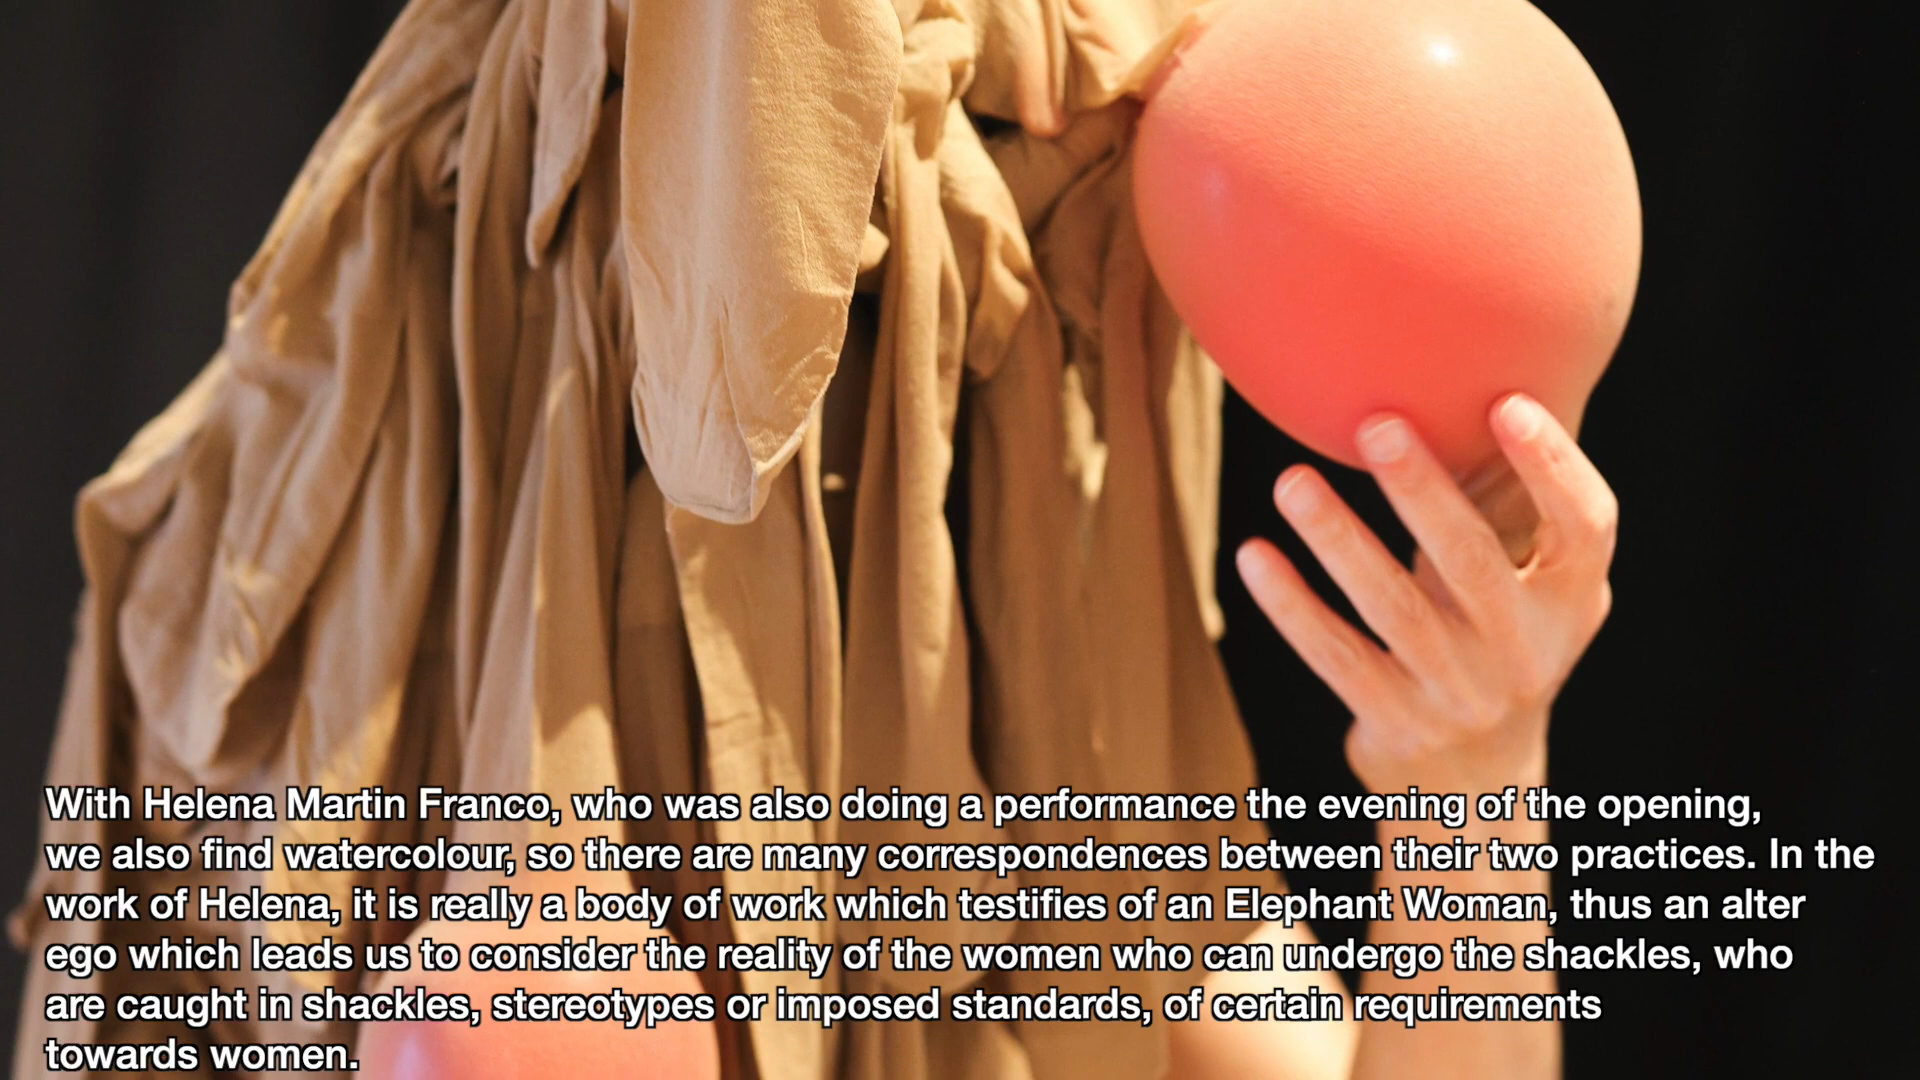 With Helena Martin Franco, who was also doing a performance the evening of the opening,
we also find watercolour, so there are many correspondences between their two practices. In the
work of Helena, it is really a body of work which testifies of an Elephant Woman, thus an alter
ego which leads us to consider the reality of the women who can undergo the shackles, who
are caught in shackles, stereotypes or imposed standards, of certain requirements
towards women.